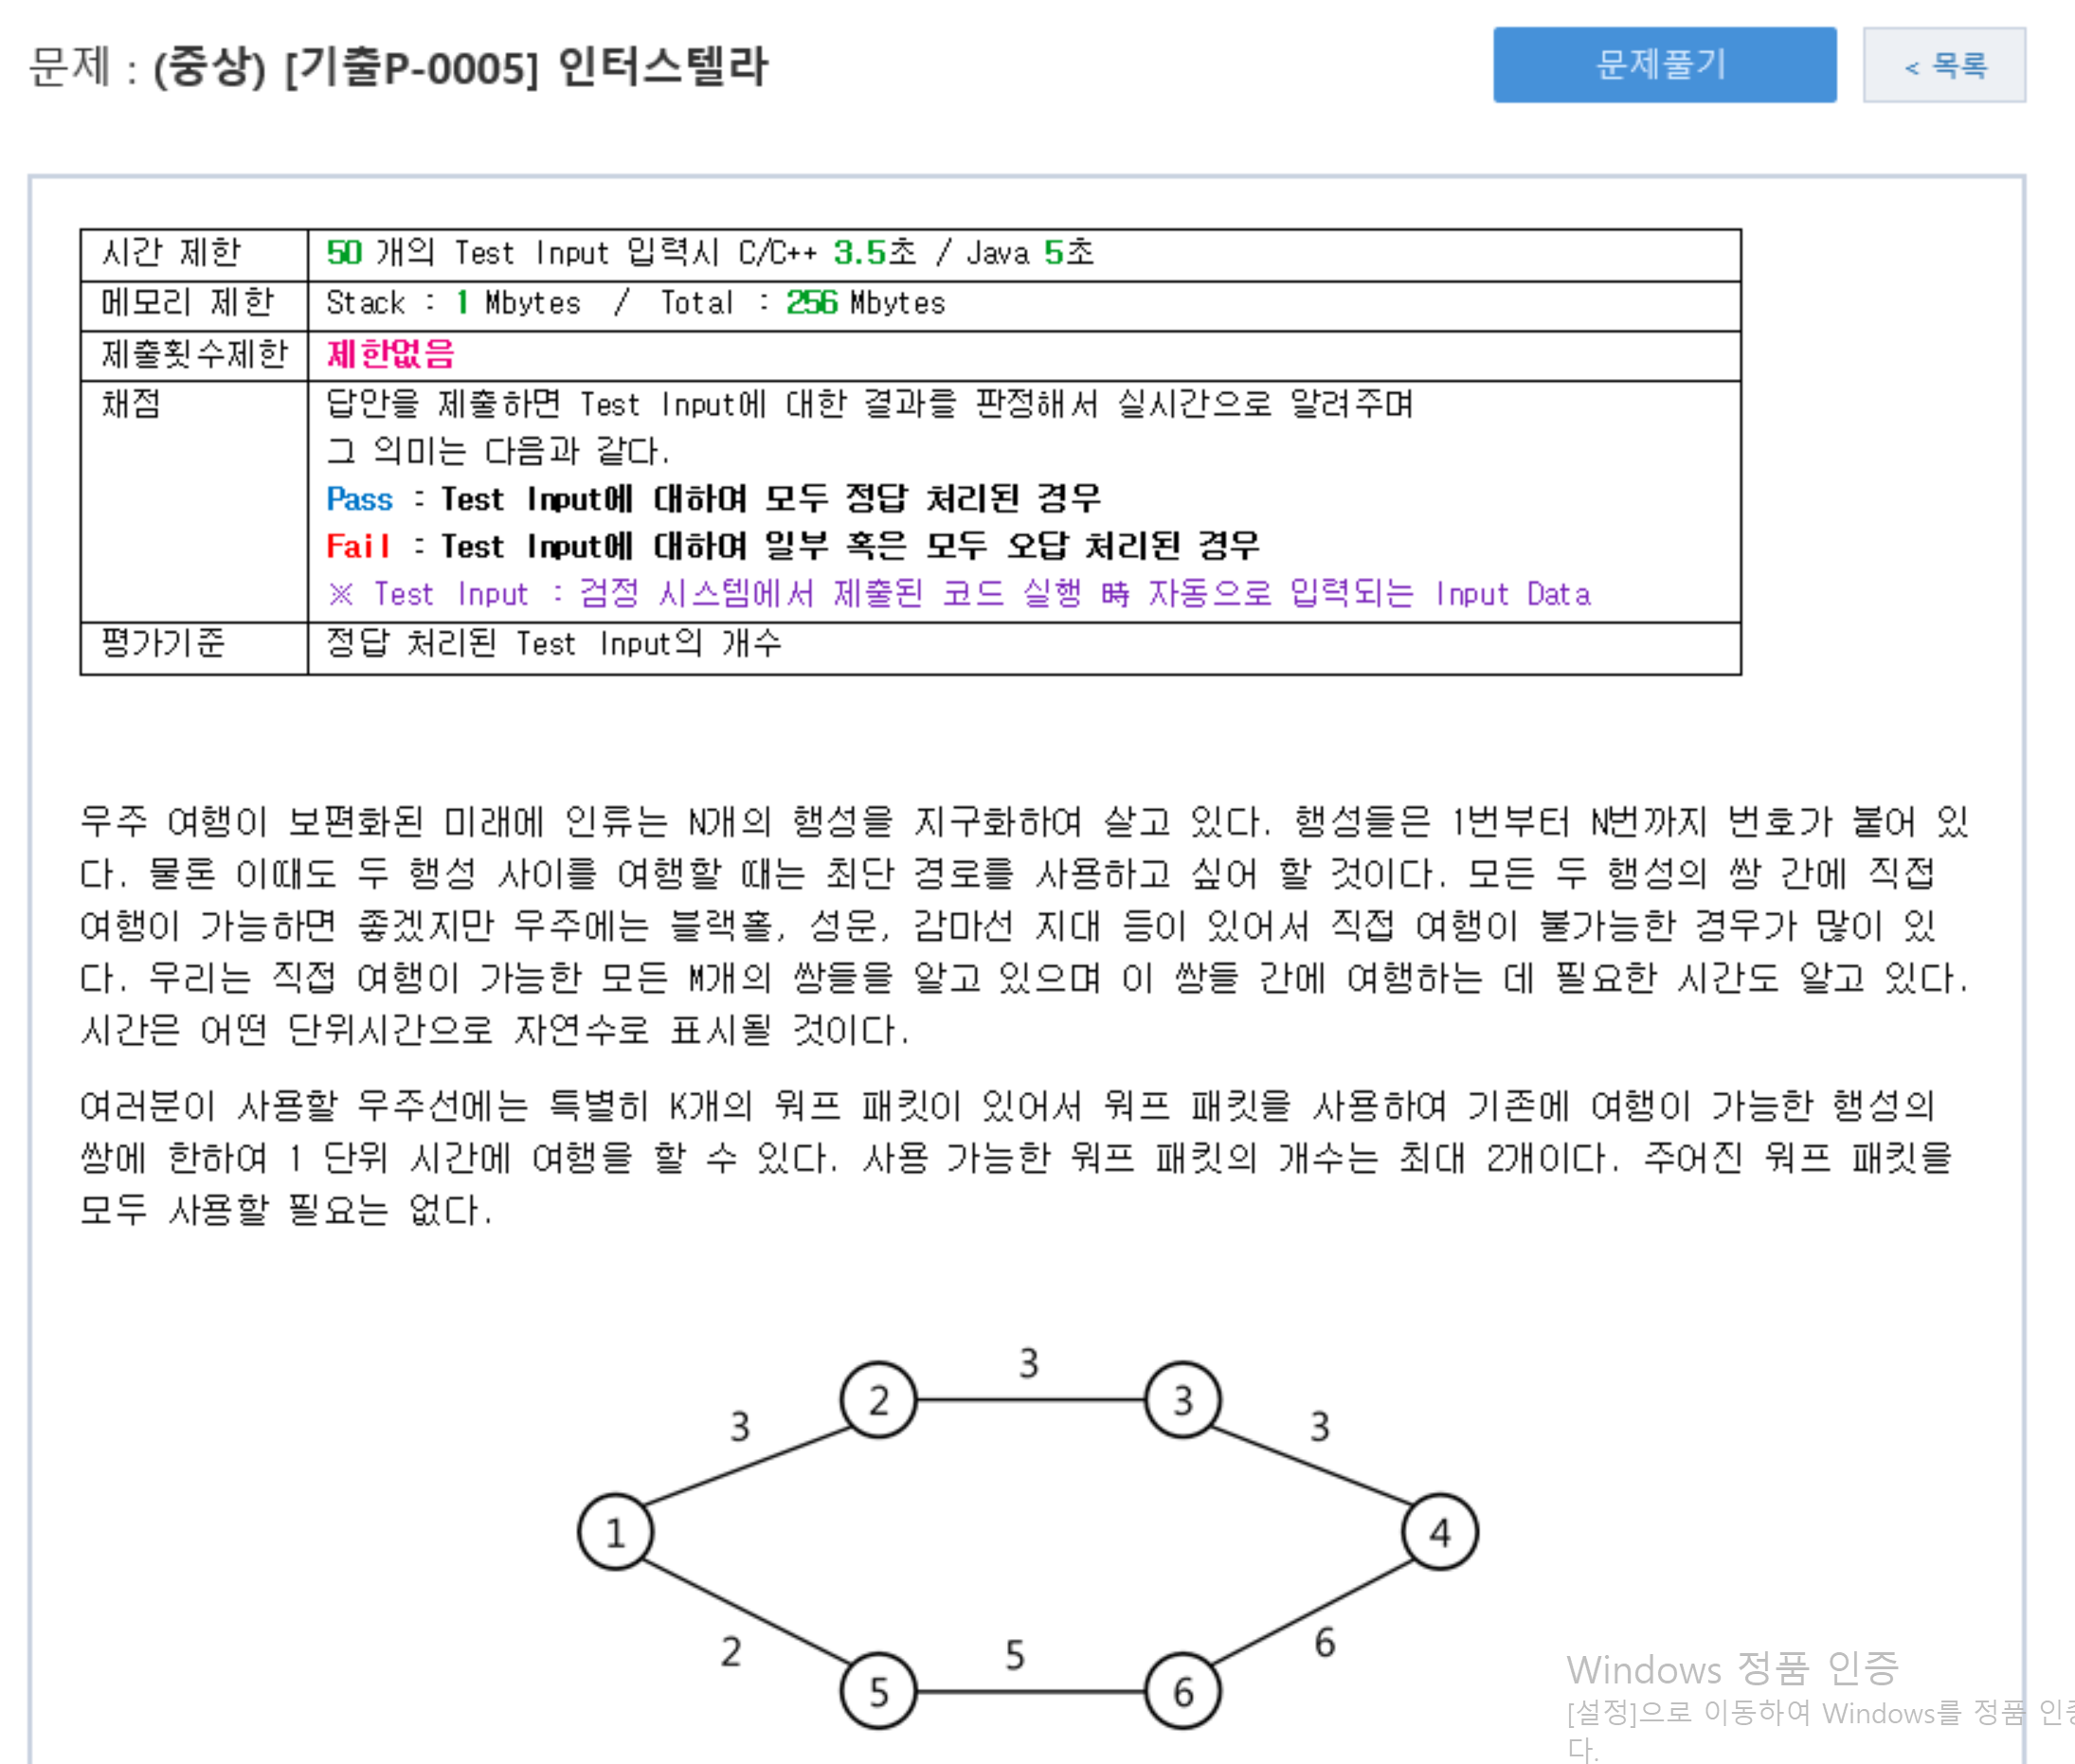 문제 : (중상) [기출P-0005] 인터스텔라
문제풀기
< 목록
시간 제한
50 개의 Test Input 입력시 C/C++ 3.5초 / Java 5초
메모리 제한
Stack : 1 Mbytes / Total : 256 Mbytes
제출횟수제한
제한없음
채점
답안을 제출하면 Test Input에 대한 결과를 판정해서 실시간으로 알려주며
그 의미는 다음과 같다.
Pass : Test Input에 대하여 모두 정답 처리된 경우
Fail : Test Input에 대하여 일부 혹은 모두 오답 처리된 경우
※ Test Input : 검정 시스템에서 제출된 코드 실행 時 자동으로 입력되는 Input Data
평가기준
정답 처리된 Test Input의 개수
우주 여행이 보편화된 미래에 인류는 N개의 행성을 지구화하여 살고 있다. 행성들은 1번부터 N번까지 번호가 붙어 있
다. 물론 이때도 두 행성 사이를 여행할 때는 최단 경로를 사용하고 싶어 할 것이다. 모든 두 행성의 쌍 간에 직접
여행이 가능하면 좋겠지만 우주에는 블랙홀, 성운, 감마선 지대 등이 있어서 직접 여행이 불가능한 경우가 많이 있
다. 우리는 직접 여행이 가능한 모든 M개의 쌍들을 알고 있으며 이 쌍들 간에 여행하는 데 필요한 시간도 알고 있다.
시간은 어떤 단위시간으로 자연수로 표시될 것이다.
여러분이 사용할 우주선에는 특별히 K개의 워프 패킷이 있어서 워프 패킷을 사용하여 기존에 여행이 가능한 행성의
쌍에 한하여 1 단위 시간에 여행을 할 수 있다. 사용 가능한 워프 패킷의 개수는 최대 2개이다. 주어진 워프 패킷을
모두 사용할 필요는 없다.
3
2
3
3
3
1
4
2
5
5
6
6
Windows 정품 인증
[설정]으로 이동하여 Windows를 정품 인증
다.